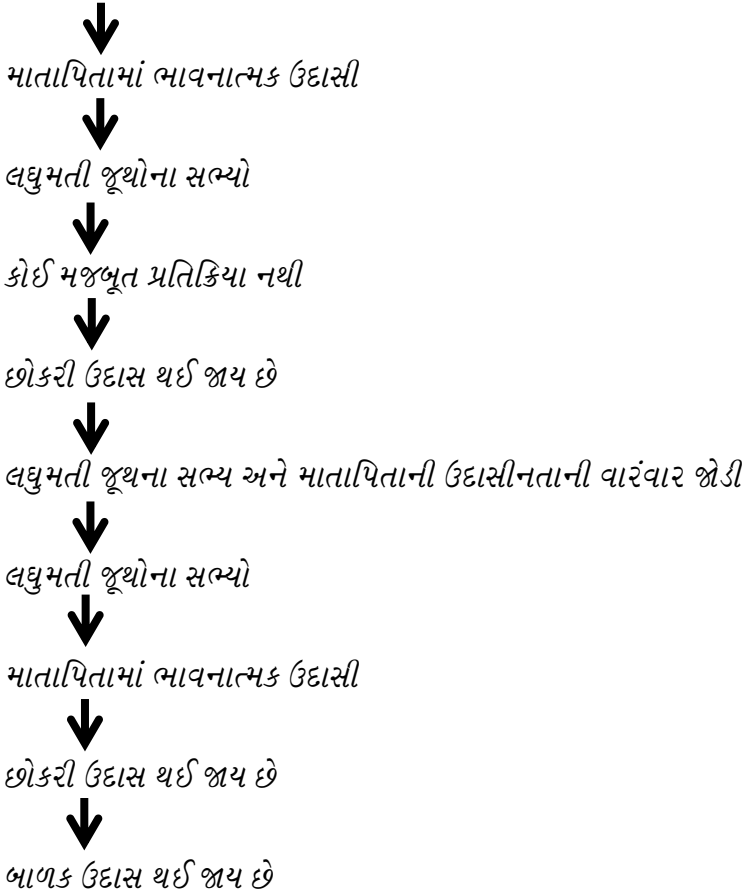 માતાપિતામાં ભાવનાત્મક ઉદાસી
લઘુમતી જૂથોના સભ્યો
કોઈ મજબૂત પ્રતિક્રિયા નથી
છોકરી ઉદાસ થઈ જાય છે
લઘુમતી જૂથના સભ્ય અને માતાપિતાની ઉદાસીનતાની વારંવાર જોડી
લઘુમતી જૂથોના સભ્યો
માતાપિતામાં ભાવનાત્મક ઉદાસી
છોકરી ઉદાસ થઈ જાય છે
બાળક ઉદાસ થઈ જાય છે